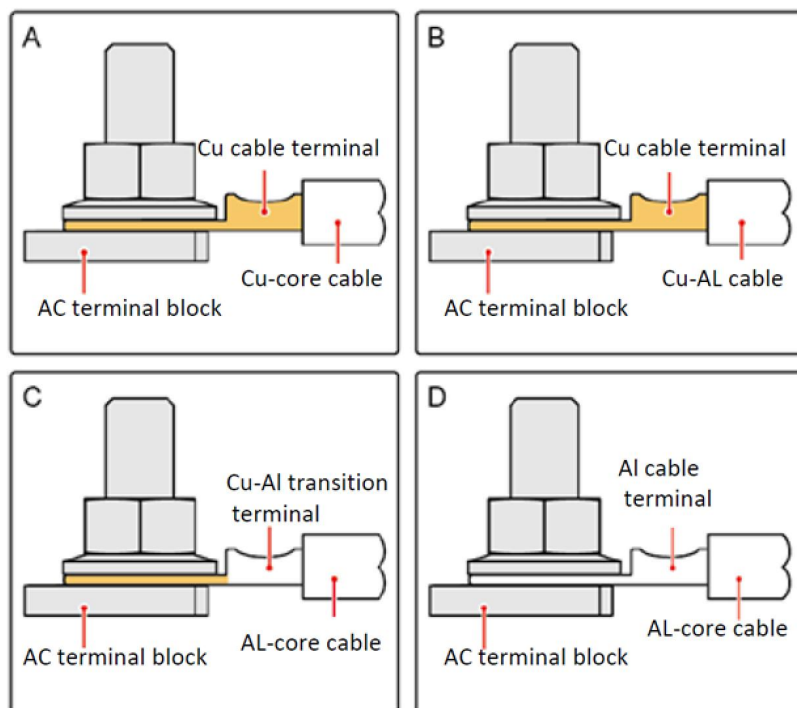 A
Cu cable terminal
Cu-core cable
AC terminal block
B
Cu cable terminal
Cu-AL cable
AC terminal block
C
Cu-Al transition
terminal
AL-core cable
AC terminal block
D
Al cable
terminal
AL-core cable
AC terminal block